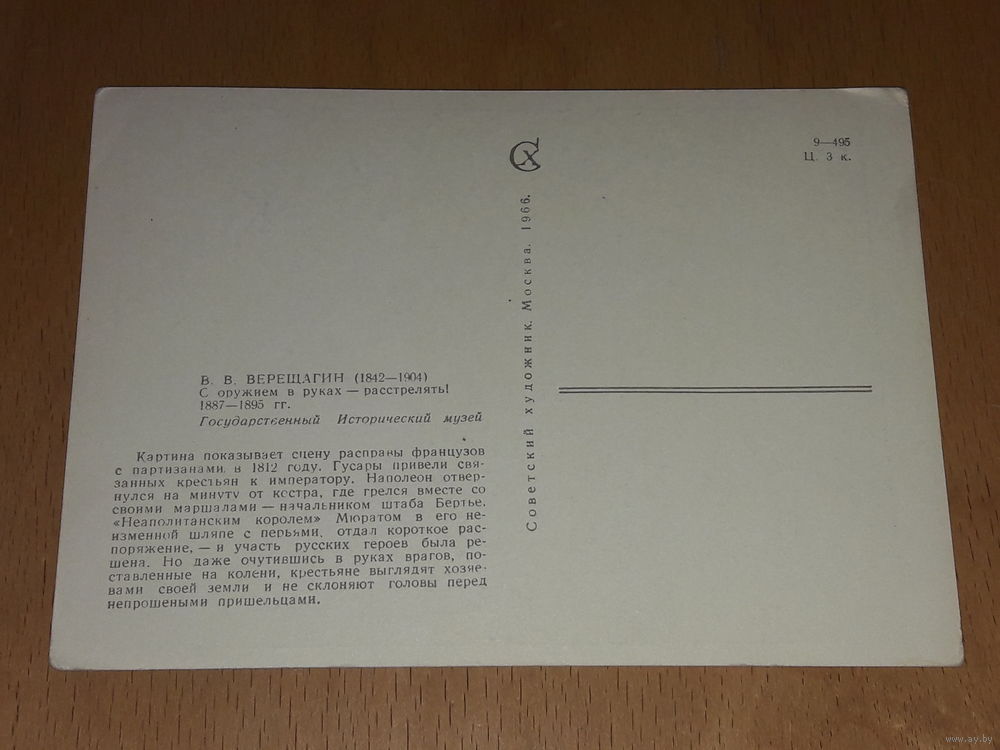 В. В. ВЕРЕЩАГИН (1842—1904)
С оружием в руках — расстрелять!
1887—1895 гг.
Государственный Исторический музей
Картина показывает сцену расправы французов
с партизанами в 1812 году. Гусары привели свя-
занных крестьян к императору. Наполеон отвер-
нулся на минуту от костра, где грелся вместе со
своими маршалами — начальником штаба Бертье,
«Неаполитанским королем» Мюратом в его не-
изменной шляпе с перьями, отдал короткое рас-
поряжение, — и участь русских героев была ре-
шена. Но даже очутившись в руках врагов, по-
ставленные на колени, крестьяне выглядят хозяе-
вами своей земли и не склоняют головы перед
непрошеными пришельцами.
СХ
Советский художник. Москва. 1966.
9—495
Ц. 3 к.
www.ay.by